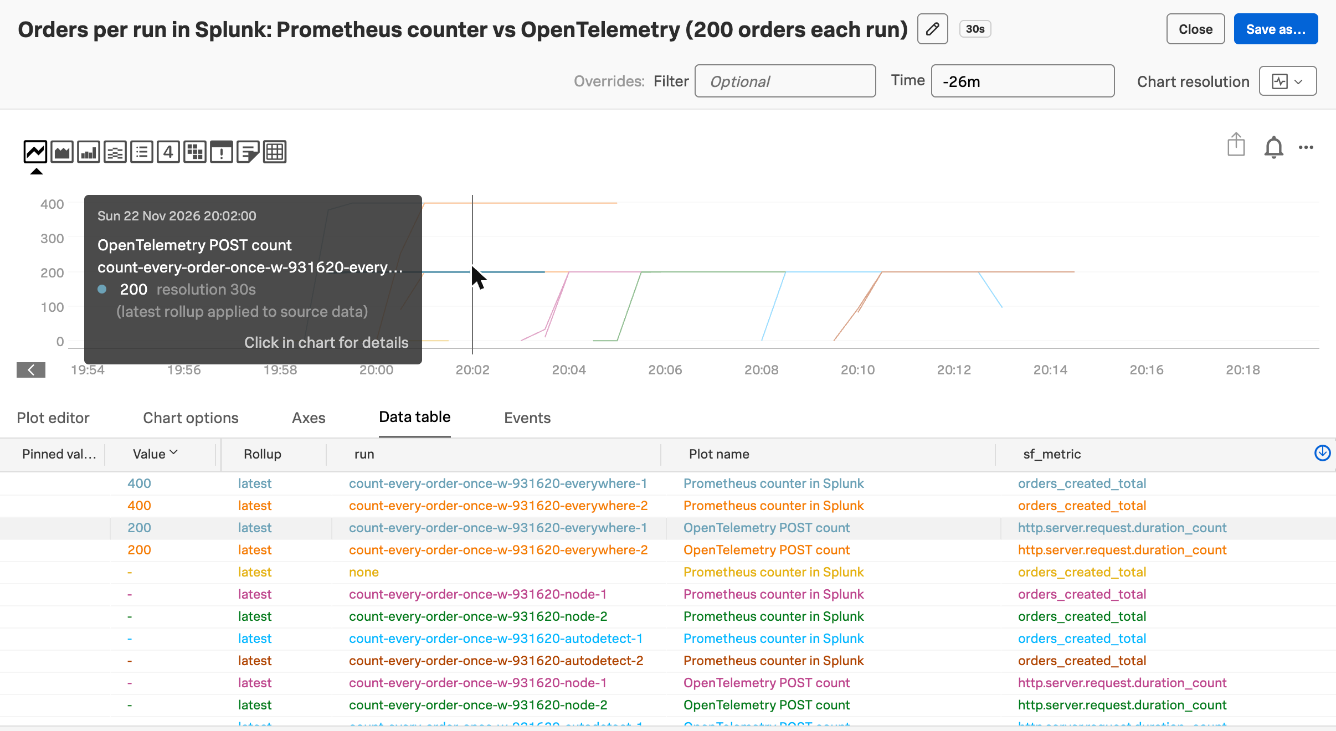 Orders per run in Splunk: Prometheus counter vs OpenTelemetry (200 orders each run) 30s Close Save as...
Overrides: Filter Optional Time -26m Chart resolution
4
400
300
200
100
0
Sun 22 Nov 2026 20:02:00
OpenTelemetry POST count
count-every-order-once-w-931620-every...
200 resolution 30s
(latest rollup applied to source data)
Click in chart for details
19:54 19:56 19:58 20:00 20:02 20:04 20:06 20:08 20:10 20:12 20:14 20:16 20:18
Plot editor Chart options Axes Data table Events
Pinned val... Value Rollup run Plot name sf_metric
400 latest count-every-order-once-w-931620-everywhere-1 Prometheus counter in Splunk orders_created_total
400 latest count-every-order-once-w-931620-everywhere-2 Prometheus counter in Splunk orders_created_total
200 latest count-every-order-once-w-931620-everywhere-1 OpenTelemetry POST count http.server.request.duration_count
200 latest count-every-order-once-w-931620-everywhere-2 OpenTelemetry POST count http.server.request.duration_count
- latest none Prometheus counter in Splunk orders_created_total
- latest count-every-order-once-w-931620-node-1 Prometheus counter in Splunk orders_created_total
- latest count-every-order-once-w-931620-node-2 Prometheus counter in Splunk orders_created_total
- latest count-every-order-once-w-931620-autodetect-1 Prometheus counter in Splunk orders_created_total
- latest count-every-order-once-w-931620-autodetect-2 Prometheus counter in Splunk orders_created_total
- latest count-every-order-once-w-931620-node-1 OpenTelemetry POST count http.server.request.duration_count
- latest count-every-order-once-w-931620-node-2 OpenTelemetry POST count http.server.request.duration_count